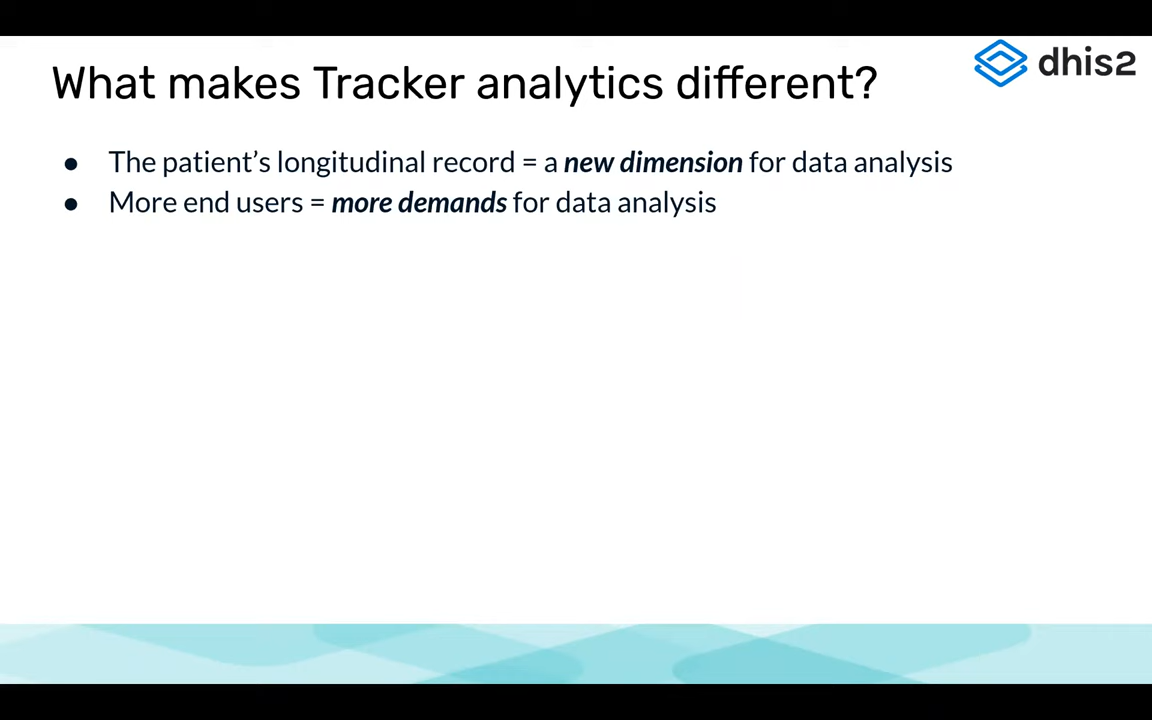 What makes Tracker analytics different?
dhis2
● The patient’s longitudinal record = a new dimension for data analysis
● More end users = more demands for data analysis